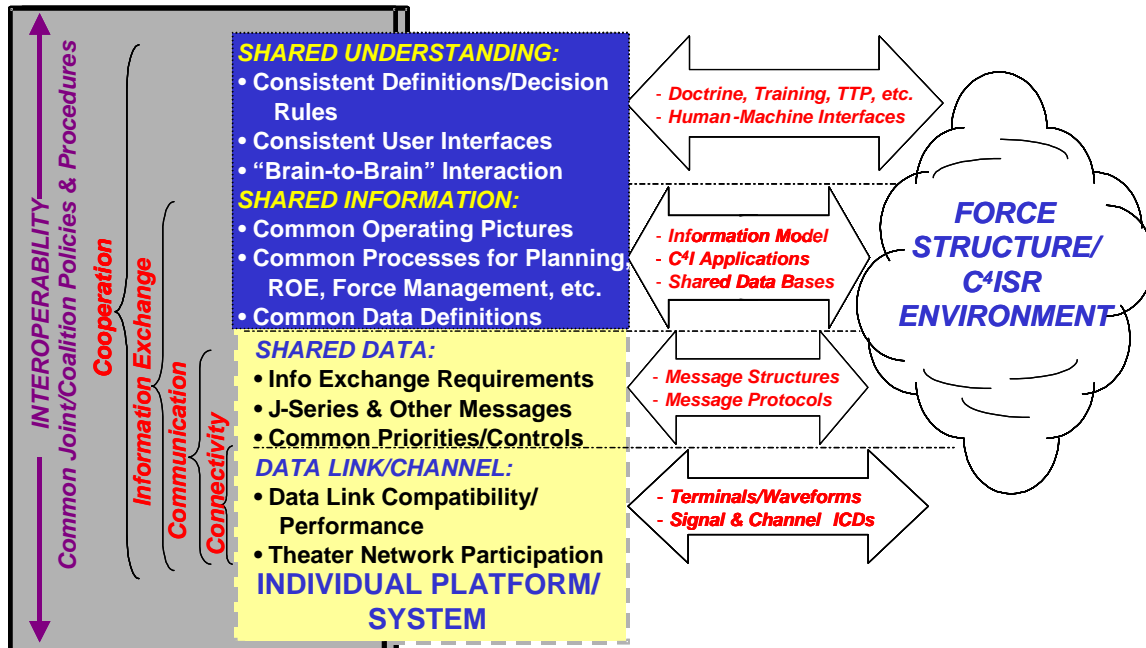 INTEROPERABILITY
Common Joint/Coalition Policies & Procedures
Cooperation
Information Exchange
Communication
Connectivity
SHARED UNDERSTANDING:
• Consistent Definitions/Decision
Rules
• Consistent User Interfaces
• “Brain-to-Brain” Interaction
SHARED INFORMATION:
• Common Operating Pictures
• Common Processes for Planning,
ROE, Force Management, etc.
• Common Data Definitions
SHARED DATA:
• Info Exchange Requirements
• J-Series & Other Messages
• Common Priorities/Controls
DATA LINK/CHANNEL:
• Data Link Compatibility/
Performance
• Theater Network Participation
INDIVIDUAL PLATFORM/
SYSTEM
- Doctrine, Training, TTP, etc.
- Human-Machine Interfaces
- Information Model
- C⁴I Applications
- Shared Data Bases
- Message Structures
- Message Protocols
- Terminals/Waveforms
- Signal & Channel ICDs
FORCE
STRUCTURE/
C⁴ISR
ENVIRONMENT